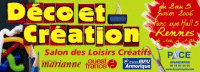 Déco et
Création
Salon des Loisirs Créatifs
du 2 au 5
février 2006
Parc expo Hall 5
Rennes
marianne
ouest
france
Armorique
PACE